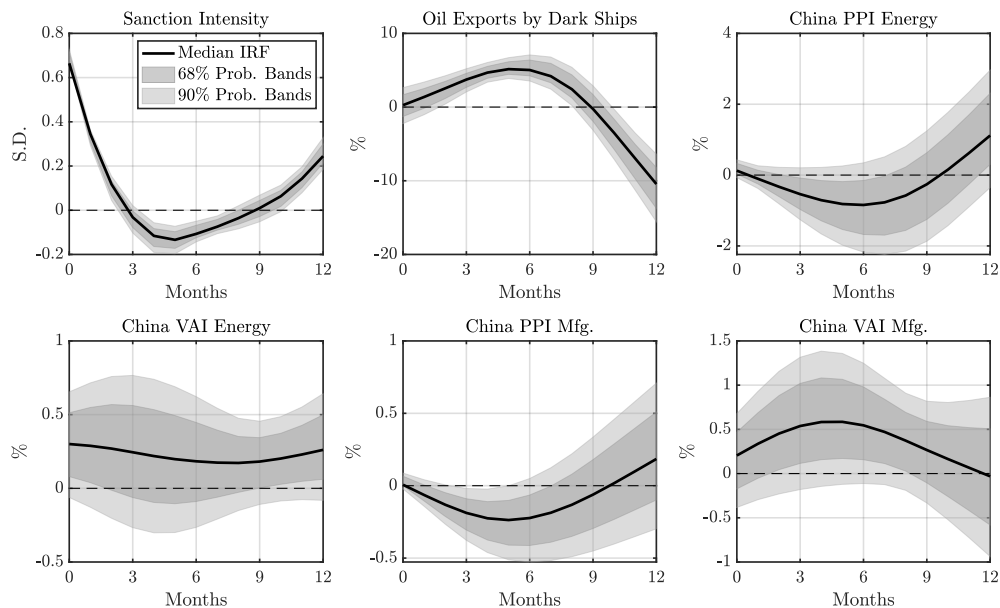 Sanction Intensity
0.8
0.6
0.4
0.2
0
-0.2
S.D.
0 3 6 9 12
Months
Median IRF
68% Prob. Bands
90% Prob. Bands
Oil Exports by Dark Ships
10
0
-10
-20
%
0 3 6 9 12
Months
China PPI Energy
4
2
0
-2
%
0 3 6 9 12
Months
China VAI Energy
1
0.5
0
-0.5
%
0 3 6 9 12
Months
China PPI Mfg.
1
0.5
0
-0.5
%
0 3 6 9 12
Months
China VAI Mfg.
1.5
1
0.5
0
-0.5
-1
%
0 3 6 9 12
Months